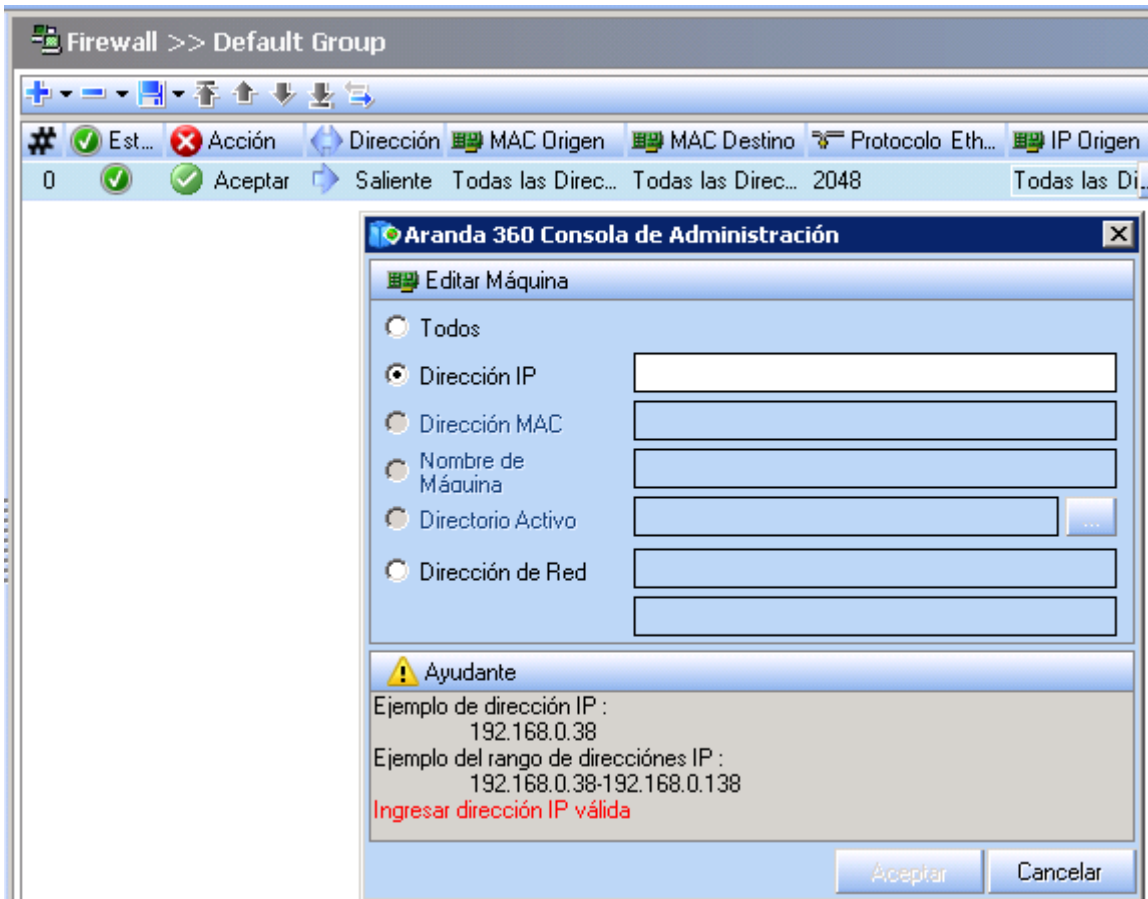 Firewall >> Default Group
# Est... Acción Dirección MAC Origen MAC Destino Protocolo Eth... IP Origen
0 Aceptar Saliente Todas las Direc... Todas las Direc... 2048 Todas las Di...
Aranda 360 Consola de Administración
Editar Máquina
Todos
Dirección IP
Dirección MAC
Nombre de
Máquina
Directorio Activo ...
Dirección de Red
Ayudante
Ejemplo de dirección IP :
192.168.0.38
Ejemplo del rango de direcciónes IP :
192.168.0.38-192.168.0.138
Ingresar dirección IP válida
Aceptar Cancelar